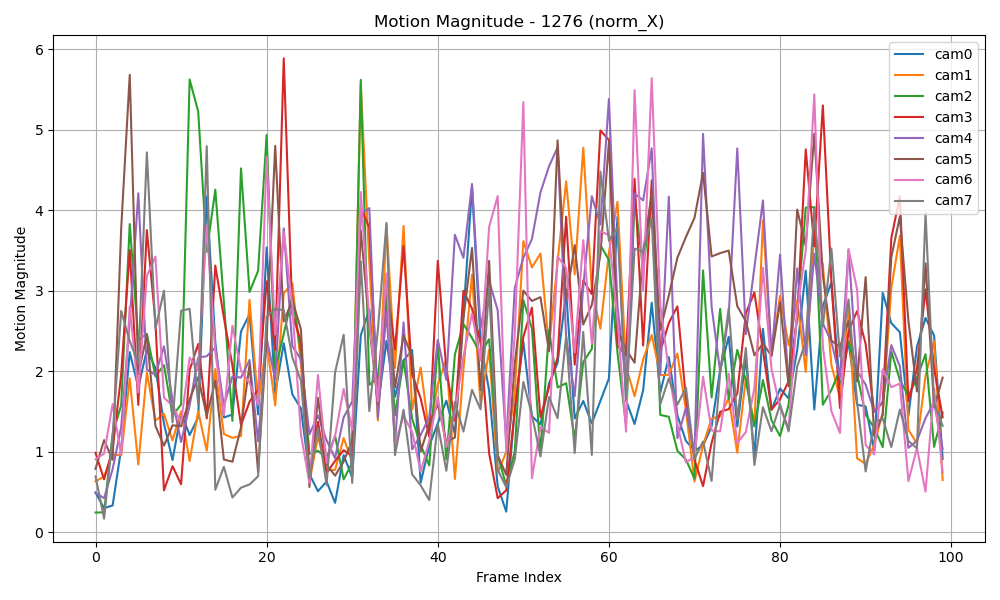 Motion Magnitude - 1276 (norm_X)
6
5
4
3
2
1
0
Motion Magnitude
cam0
cam1
cam2
cam3
cam4
cam5
cam6
cam7
0
20
40
60
80
100
Frame Index